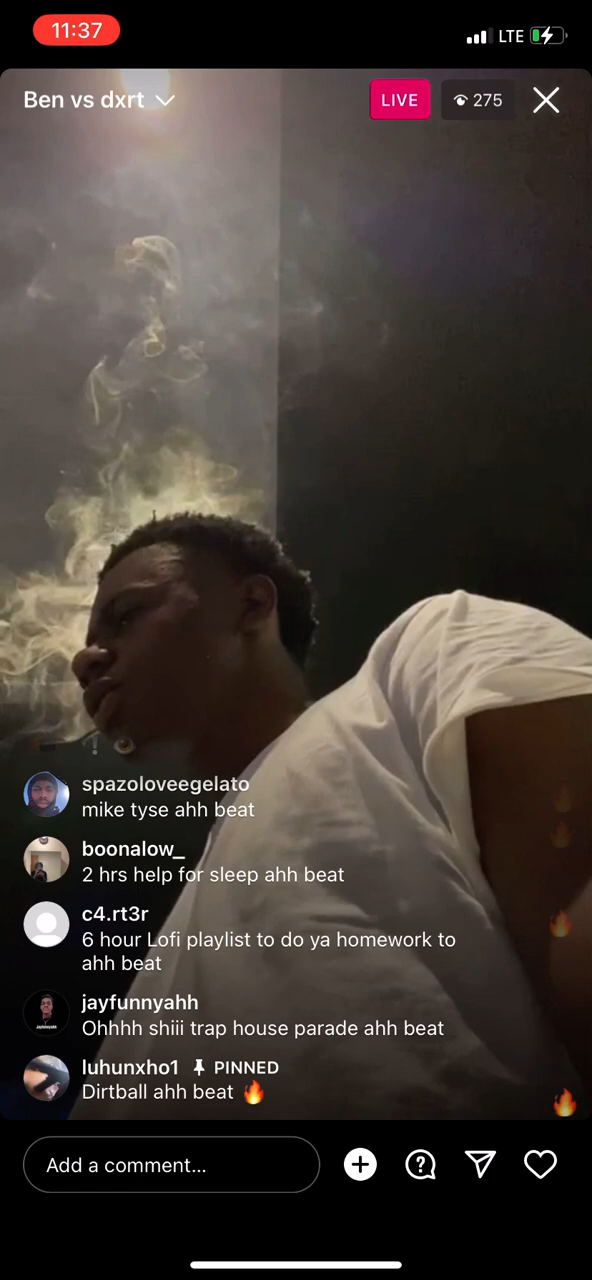 11:37
LTE
Ben vs dxrt
LIVE
275
spazoloveegelato
mike tyse ahh beat
boonalow_
2 hrs help for sleep ahh beat
c4.rt3r
6 hour Lofi playlist to do ya homework to
ahh beat
jayfunnyahh
Ohhhh shiii trap house parade ahh beat
luhunxho1 PINNED
Dirtball ahh beat 🔥
Add a comment...